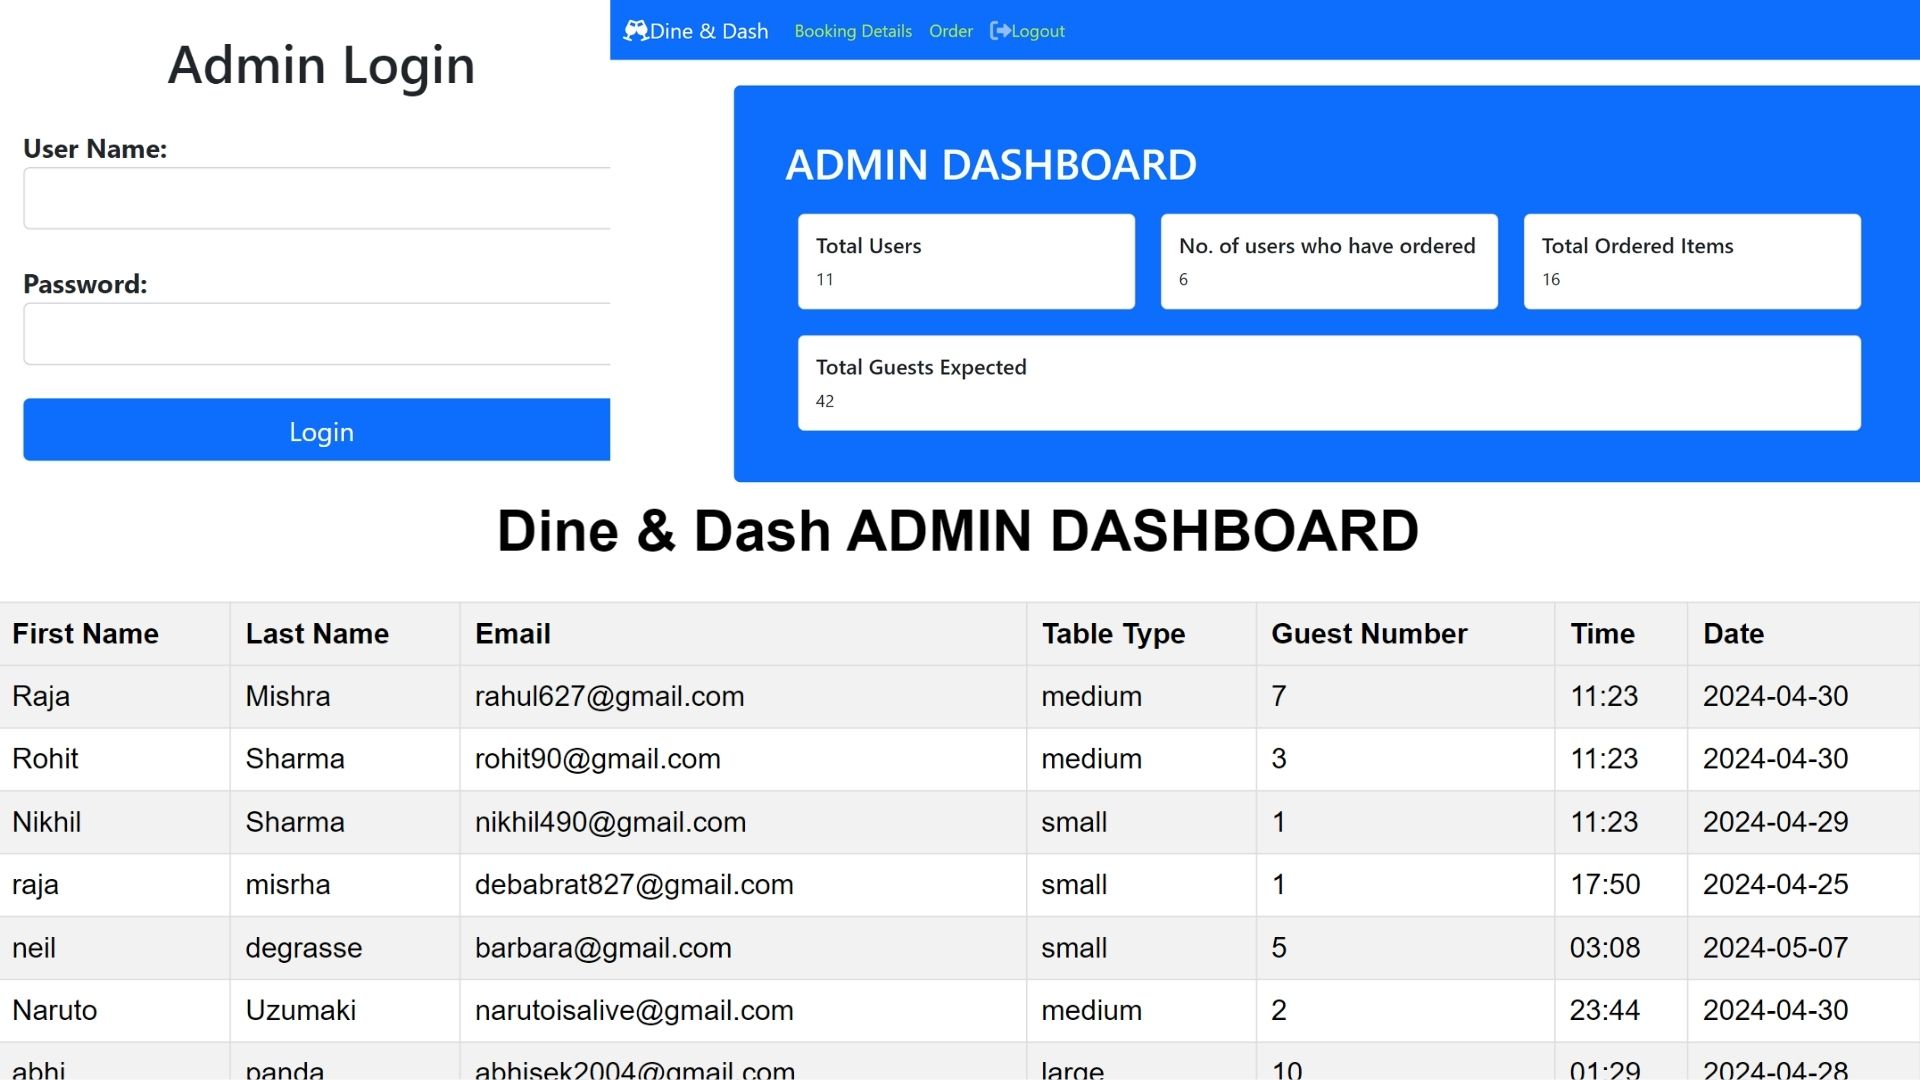 Admin Login
User Name:
Password:
Login
Dine & Dash Booking Details Order Logout
ADMIN DASHBOARD
Total Users
11
No. of users who have ordered
6
Total Ordered Items
16
Total Guests Expected
42
Dine & Dash ADMIN DASHBOARD
First Name Last Name Email Table Type Guest Number Time Date
Raja Mishra rahul627@gmail.com medium 7 11:23 2024-04-30
Rohit Sharma rohit90@gmail.com medium 3 11:23 2024-04-30
Nikhil Sharma nikhil490@gmail.com small 1 11:23 2024-04-29
raja misrha debabrat827@gmail.com small 1 17:50 2024-04-25
neil degrasse barbara@gmail.com small 5 03:08 2024-05-07
Naruto Uzumaki narutoisalive@gmail.com medium 2 23:44 2024-04-30
abhi panda abhisek2004@gmail.com large 10 01:29 2024-04-28